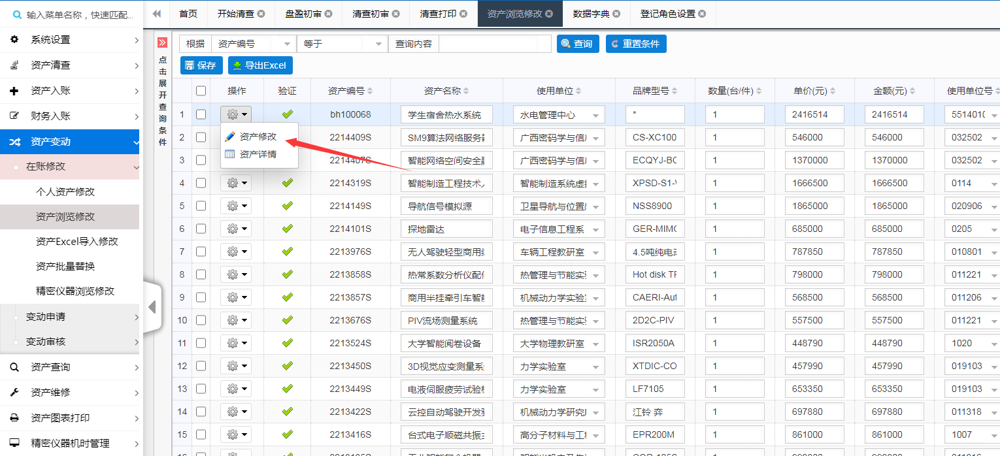 输入菜单名称，快速匹配...
首页 开始清查 盘盈初审 清查初审 清查打印 资产浏览修改 数据字典 登记角色设置
系统设置
资产清查
资产入账
财务入账
资产变动
在账修改
个人资产修改
资产浏览修改
资产Excel导入修改
资产批量替换
精密仪器浏览修改
变动申请
变动审核
资产查询
资产维修
资产图表打印
精密仪器机时管理
点击展开查询条件
根据 资产编号 等于 查询内容 查询 重置条件
保存 导出Excel
操作 验证 资产编号 资产名称 使用单位 品牌型号 数量(台/件) 单价(元) 金额(元) 使用单位号
1 bh100068 学生宿舍热水系统 水电管理中心 * 1 2416514 2416514 551401
资产修改
资产详情
2 2214409S SM9算法网络服务 广西密码学与信 CS-XC100 1 546000 546000 032502
3 2214407S 智能网络空间安全 广西密码学与信 ECQYJ-BC 1 1370000 1370000 032502
4 2214319S 智能制造工程技术 智能制造系统虚 XPSD-S1- 1 1666500 1666500 0114
5 2214149S 导航信号模拟源 卫星导航与位置 NSS8900 1 1865000 1865000 020906
6 2214101S 探地雷达 电子信息工程系 GER-MIM 1 685000 685000 0205
7 2213976S 无人驾驶轻型商用 车辆工程教研室 4.5吨纯电 1 787850 787850 010801
8 2213858S 热常系数分析仪配 热管理与节能实 Hot disk TF 1 798000 798000 011221
9 2213857S 商用半挂牵引车智 机械动力学实验 CAERI-Au 1 568500 568500 011206
10 2213676S PIV流场测量系统 热管理与节能实 2D2C-PIV 1 557500 557500 011221
11 2213524S 大学智能阅卷设备 大学物理教研室 ISR2050A 1 448790 448790 1020
12 2213450S 3D视觉应变测量系 力学实验室 XTDIC-CO 1 457990 457990 019103
13 2213449S 电液伺服疲劳试验 力学实验室 LF7105 1 653350 653350 019103
14 2213422S 云控自动驾驶开发 机械动力学研究 江铃 弈 1 697880 697880 011318
15 2213416S 台式电子顺磁共振 高分子材料与工 EPR200M 1 861000 861000 1007